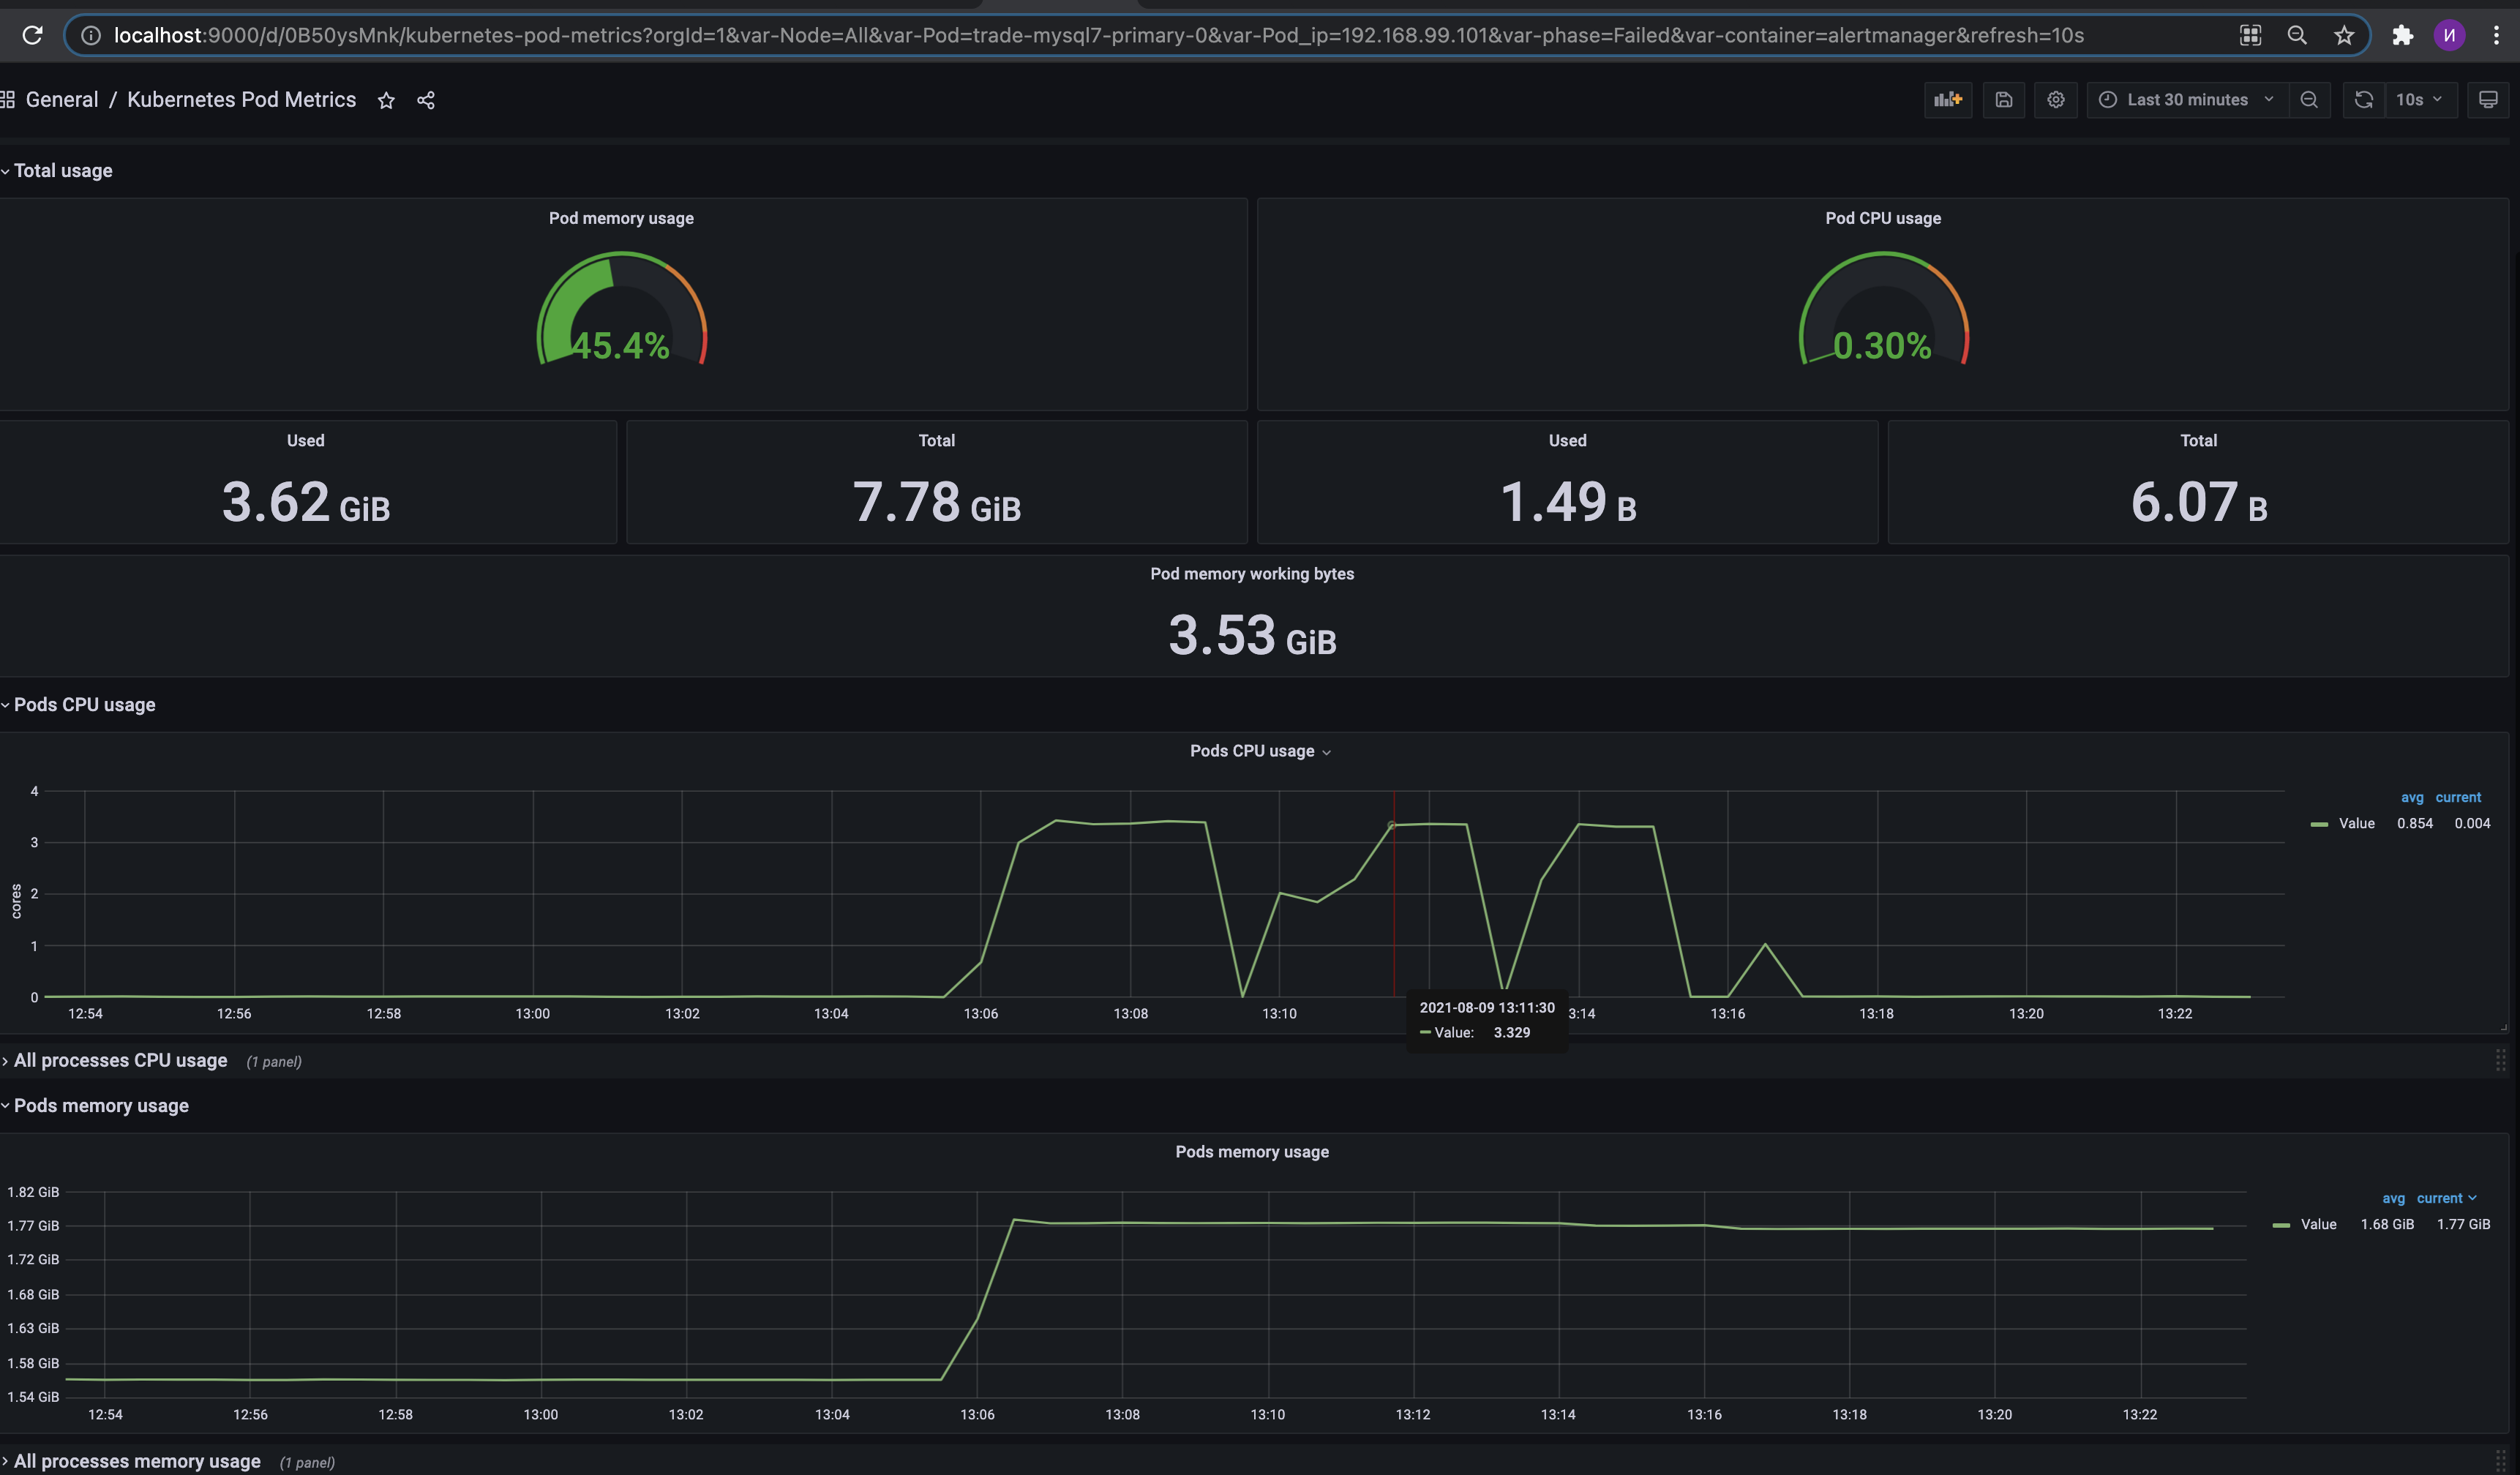 localhost:9000/d/0B50ysMnk/kubernetes-pod-metrics?orgId=1&var-Node=All&var-Pod=trade-mysql7-primary-0&var-Pod_ip=192.168.99.101&var-phase=Failed&var-container=alertmanager&refresh=10s
И
General / Kubernetes Pod Metrics
Last 30 minutes
10s
Total usage
Pod memory usage
45.4%
Pod CPU usage
0.30%
Used
3.62 GiB
Total
7.78 GiB
Used
1.49 B
Total
6.07 B
Pod memory working bytes
3.53 GiB
Pods CPU usage
Pods CPU usage
cores
4
3
2
1
0
12:54 12:56 12:58 13:00 13:02 13:04 13:06 13:08 13:10 3:14 13:16 13:18 13:20 13:22
2021-08-09 13:11:30
Value: 3.329
avg current
Value 0.854 0.004
All processes CPU usage (1 panel)
Pods memory usage
Pods memory usage
1.82 GiB
1.77 GiB
1.72 GiB
1.68 GiB
1.63 GiB
1.58 GiB
1.54 GiB
12:54 12:56 12:58 13:00 13:02 13:04 13:06 13:08 13:10 13:12 13:14 13:16 13:18 13:20 13:22
avg current
Value 1.68 GiB 1.77 GiB
All processes memory usage (1 panel)